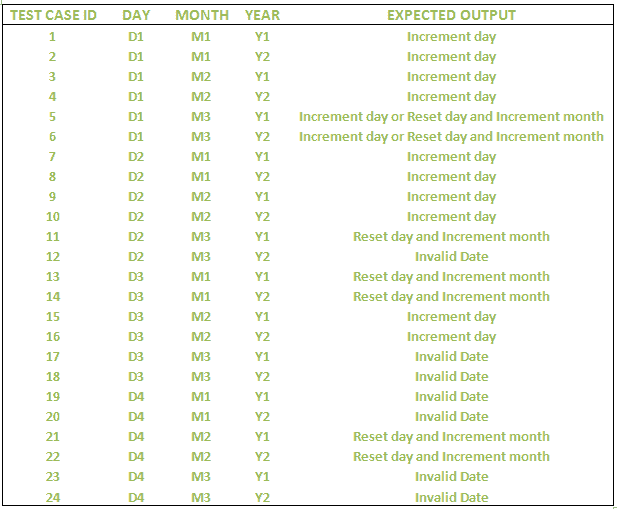 TEST CASE ID DAY MONTH YEAR EXPECTED OUTPUT
1 D1 M1 Y1 Increment day
2 D1 M1 Y2 Increment day
3 D1 M2 Y1 Increment day
4 D1 M2 Y2 Increment day
5 D1 M3 Y1 Increment day or Reset day and Increment month
6 D1 M3 Y2 Increment day or Reset day and Increment month
7 D2 M1 Y1 Increment day
8 D2 M1 Y2 Increment day
9 D2 M2 Y1 Increment day
10 D2 M2 Y2 Increment day
11 D2 M3 Y1 Reset day and Increment month
12 D2 M3 Y2 Invalid Date
13 D3 M1 Y1 Reset day and Increment month
14 D3 M1 Y2 Reset day and Increment month
15 D3 M2 Y1 Increment day
16 D3 M2 Y2 Increment day
17 D3 M3 Y1 Invalid Date
18 D3 M3 Y2 Invalid Date
19 D4 M1 Y1 Invalid Date
20 D4 M1 Y2 Invalid Date
21 D4 M2 Y1 Reset day and Increment month
22 D4 M2 Y2 Reset day and Increment month
23 D4 M3 Y1 Invalid Date
24 D4 M3 Y2 Invalid Date